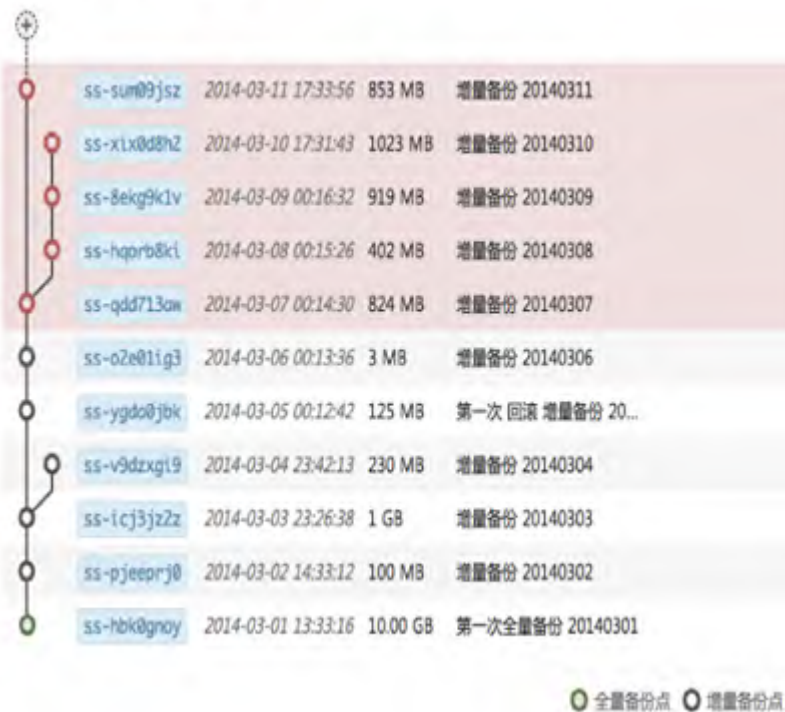 ss-sum09jsz 2014-03-11 17:33:56 853 MB 增量备份 20140311
ss-xix0d8h2 2014-03-10 17:31:43 1023 MB 增量备份 20140310
ss-8ekg9k1v 2014-03-09 00:16:32 919 MB 增量备份 20140309
ss-hqprb8ki 2014-03-08 00:15:26 402 MB 增量备份 20140308
ss-qdd713aw 2014-03-07 00:14:30 824 MB 增量备份 20140307
ss-o2e01ig3 2014-03-06 00:13:36 3 MB 增量备份 20140306
ss-ygdo0jbk 2014-03-05 00:12:42 125 MB 第一次 回滚 增量备份 20...
ss-v9dzxgi9 2014-03-04 23:42:13 230 MB 增量备份 20140304
ss-icj3jz2z 2014-03-03 23:26:38 1 GB 增量备份 20140303
ss-pjeeprj0 2014-03-02 14:33:12 100 MB 增量备份 20140302
ss-hbk0gnoy 2014-03-01 13:33:16 10.00 GB 第一次全量备份 20140301
全量备份点 增量备份点